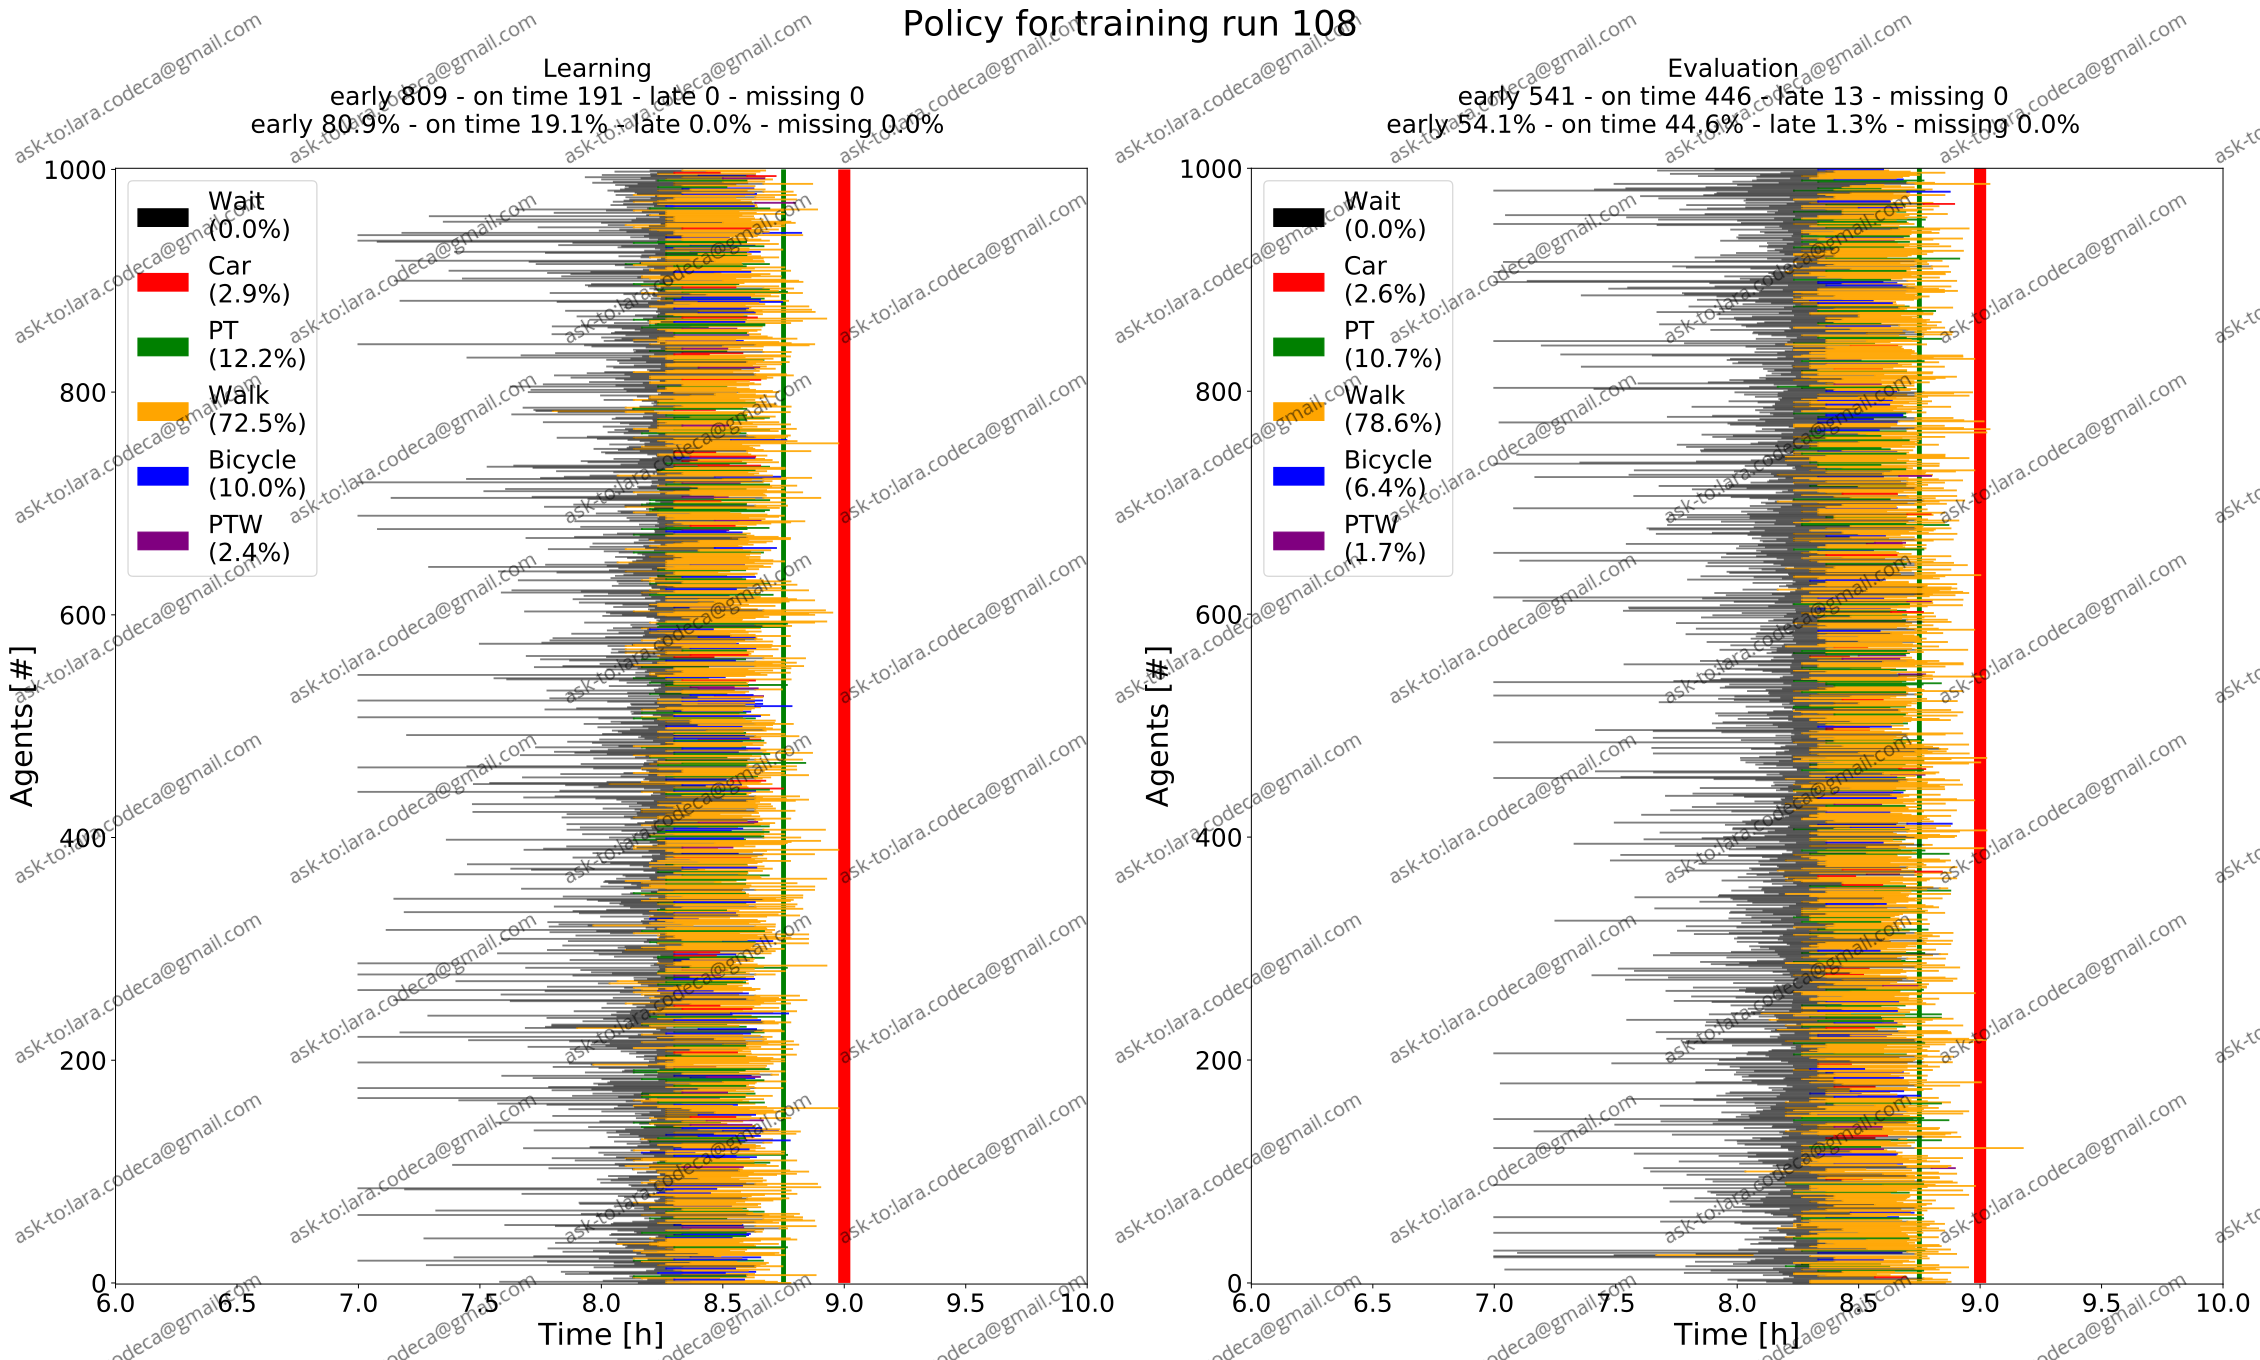 Policy for training run 108
Learning
early 809 - on time 191 - late 0 - missing 0
early 80.9% - on time 19.1% - late 0.0% - missing 0.0%
Wait
(0.0%)
Car
(2.9%)
PT
(12.2%)
Walk
(72.5%)
Bicycle
(10.0%)
PTW
(2.4%)
1000
800
600
400
200
0
Agents [#]
6.0 6.5 7.0 7.5 8.0 8.5 9.0 9.5 10.0
Time [h]
Evaluation
early 541 - on time 446 - late 13 - missing 0
early 54.1% - on time 44.6% - late 1.3% - missing 0.0%
Wait
(0.0%)
Car
(2.6%)
PT
(10.7%)
Walk
(78.6%)
Bicycle
(6.4%)
PTW
(1.7%)
1000
800
600
400
200
0
Agents [#]
6.0 6.5 7.0 7.5 8.0 8.5 9.0 9.5 10.0
Time [h]
ask-to:lara.codeca@gmail.com